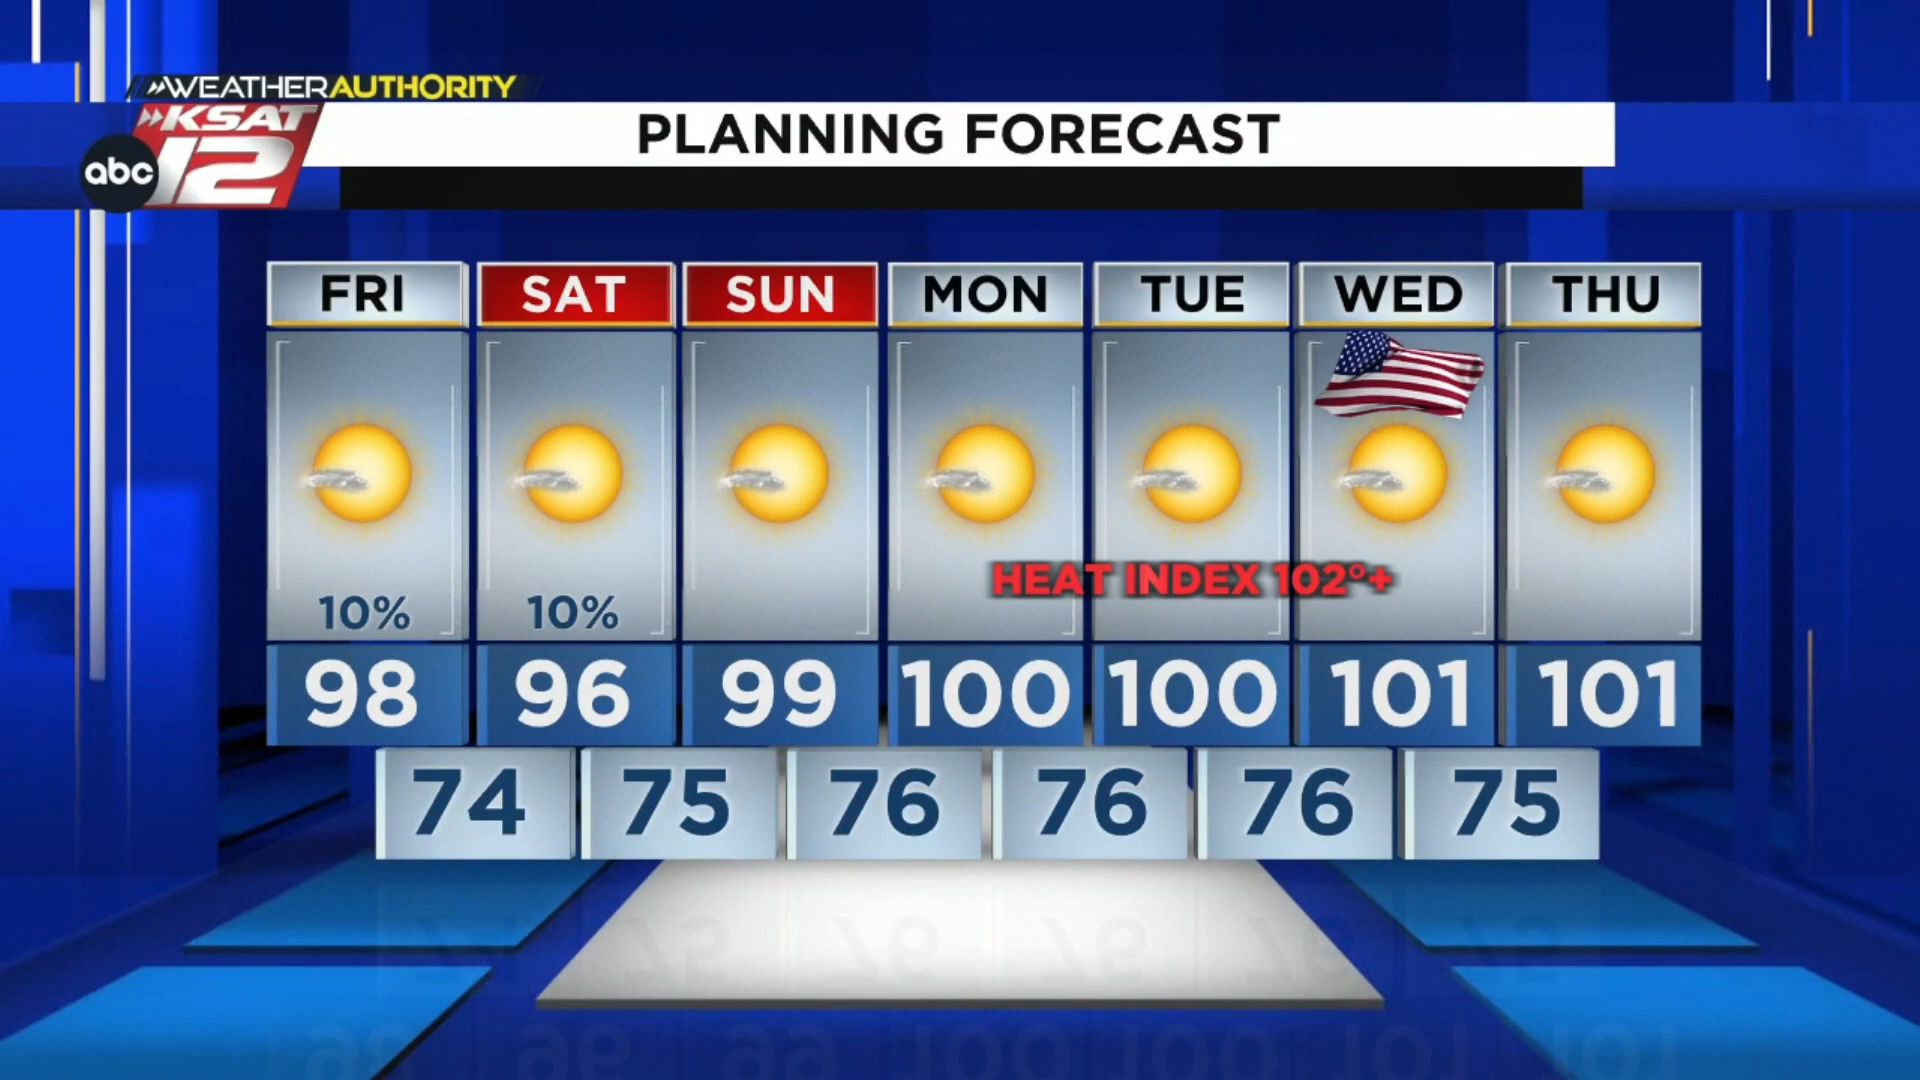 WEATHERAUTHORITY
KSAT
abc 12
PLANNING FORECAST
FRI SAT SUN MON TUE WED THU
HEAT INDEX 102°+
10% 10%
98 96 99 100 100 101 101
74 75 76 76 76 75